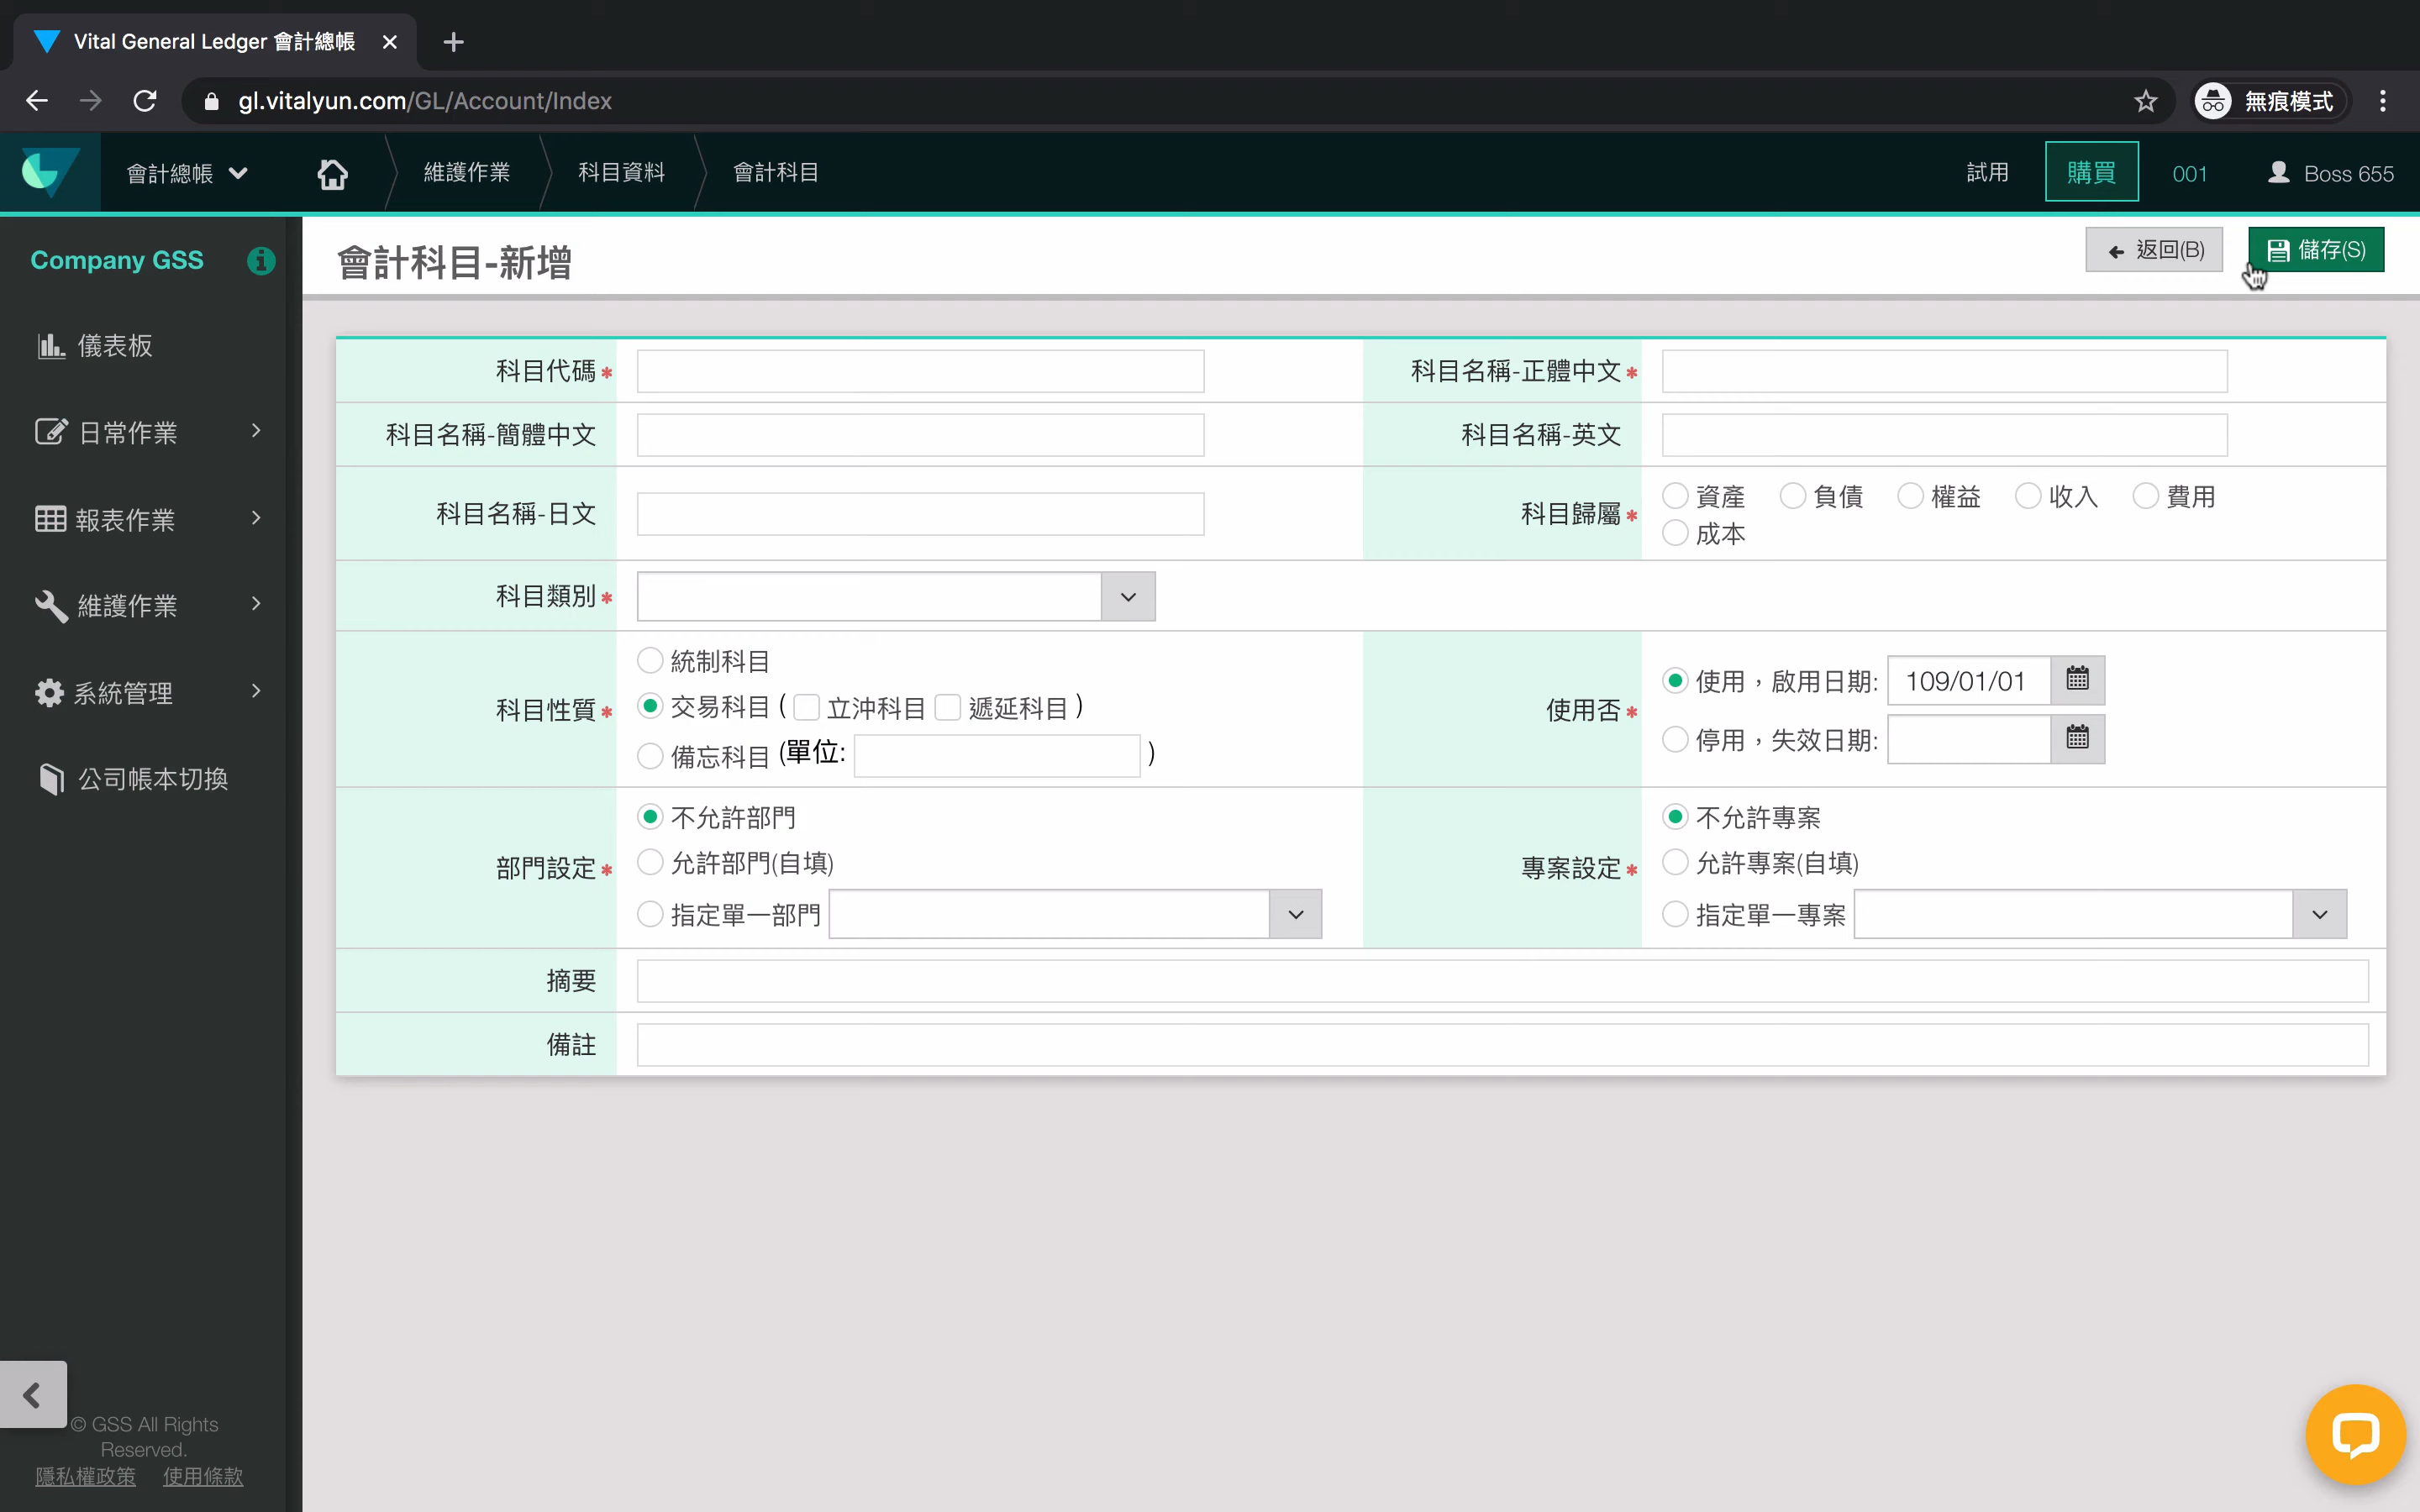 Vital General Ledger 會計總帳
gl.vitalyun.com/GL/Account/Index
無痕模式
會計總帳
維護作業
科目資料
會計科目
試用
購買
001
Boss 655
Company GSS
儀表板
日常作業
報表作業
維護作業
系統管理
公司帳本切換
© GSS All Rights
Reserved.
隱私權政策 使用條款
會計科目-新增
返回(B)
儲存(S)
科目代碼*
科目名稱-正體中文*
科目名稱-簡體中文
科目名稱-英文
科目名稱-日文
科目歸屬*
資產 負債 權益 收入 費用
成本
科目類別*
科目性質*
統制科目
交易科目 ( 立沖科目 遞延科目 )
備忘科目 (單位: )
使用否*
使用，啟用日期: 109/01/01
停用，失效日期:
部門設定*
不允許部門
允許部門(自填)
指定單一部門
專案設定*
不允許專案
允許專案(自填)
指定單一專案
摘要
備註